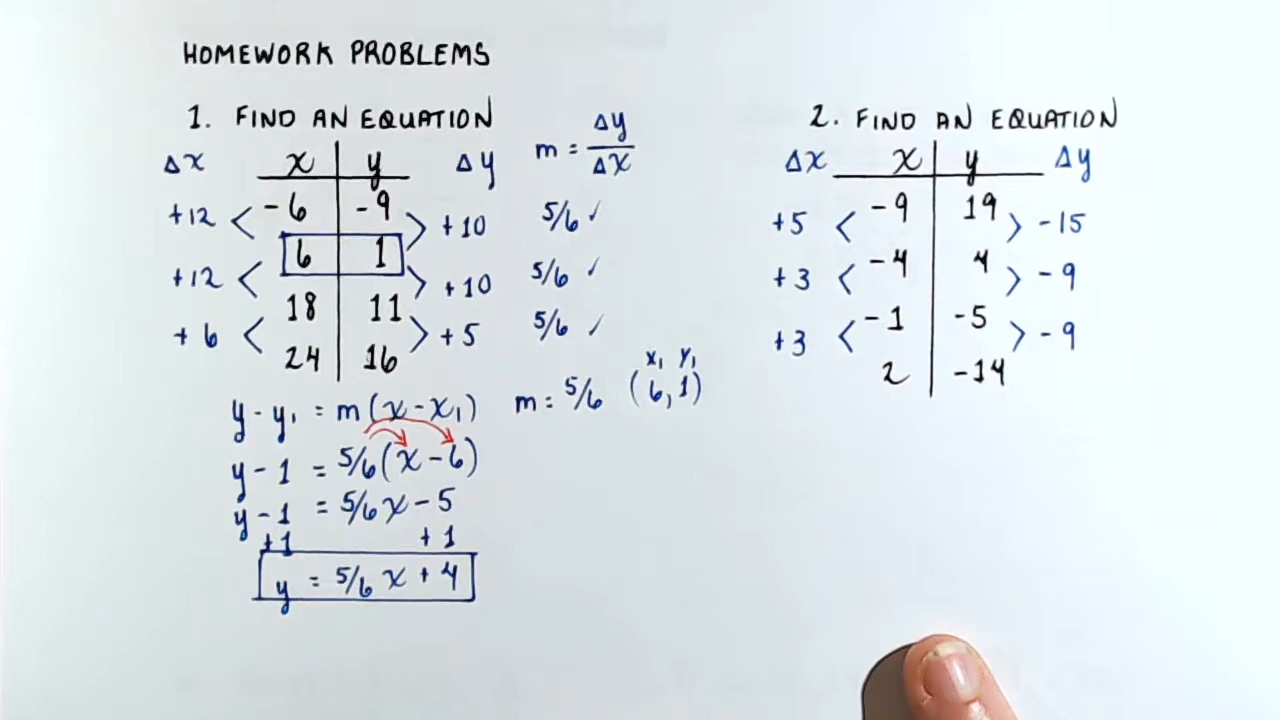 HOMEWORK PROBLEMS
1. FIND AN EQUATION
Δx x y Δy m = Δy/Δx
-6 -9
+12 < > +10 5/6 ✓
6 1
+12 < > +10 5/6 ✓
18 11
+6 < > +5 5/6 ✓
24 16
x₁ y₁
y - y₁ = m(x - x₁) m = 5/6 (6, 1)
y - 1 = 5/6(x - 6)
y - 1 = 5/6x - 5
+1 +1
y = 5/6 x + 4
2. FIND AN EQUATION
Δx x y Δy
-9 19
+5 < > -15
-4 4
+3 < > -9
-1 -5
+3 < > -9
2 -14